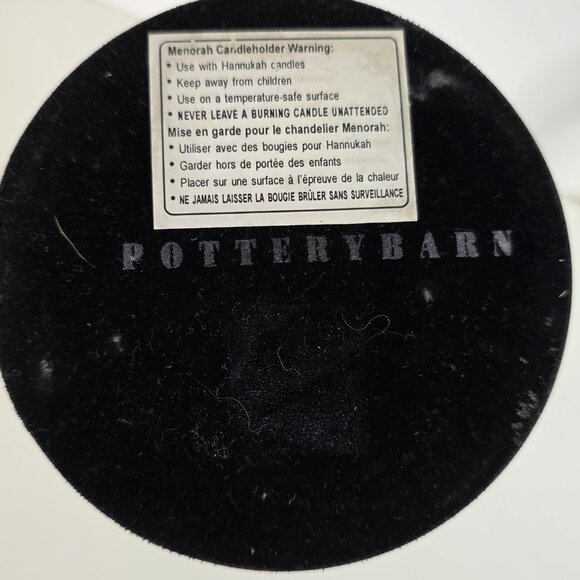 Menorah Candleholder Warning:
• Use with Hannukah candles
• Keep away from children
• Use on a temperature-safe surface
• NEVER LEAVE A BURNING CANDLE UNATTENDED
Mise en garde pour le chandelier Menorah:
• Utiliser avec des bougies pour Hannukah
• Garder hors de portée des enfants
• Placer sur une surface à l'épreuve de la chaleur
• NE JAMAIS LAISSER LA BOUGIE BRÛLER SANS SURVEILLANCE
POTTERYBARN